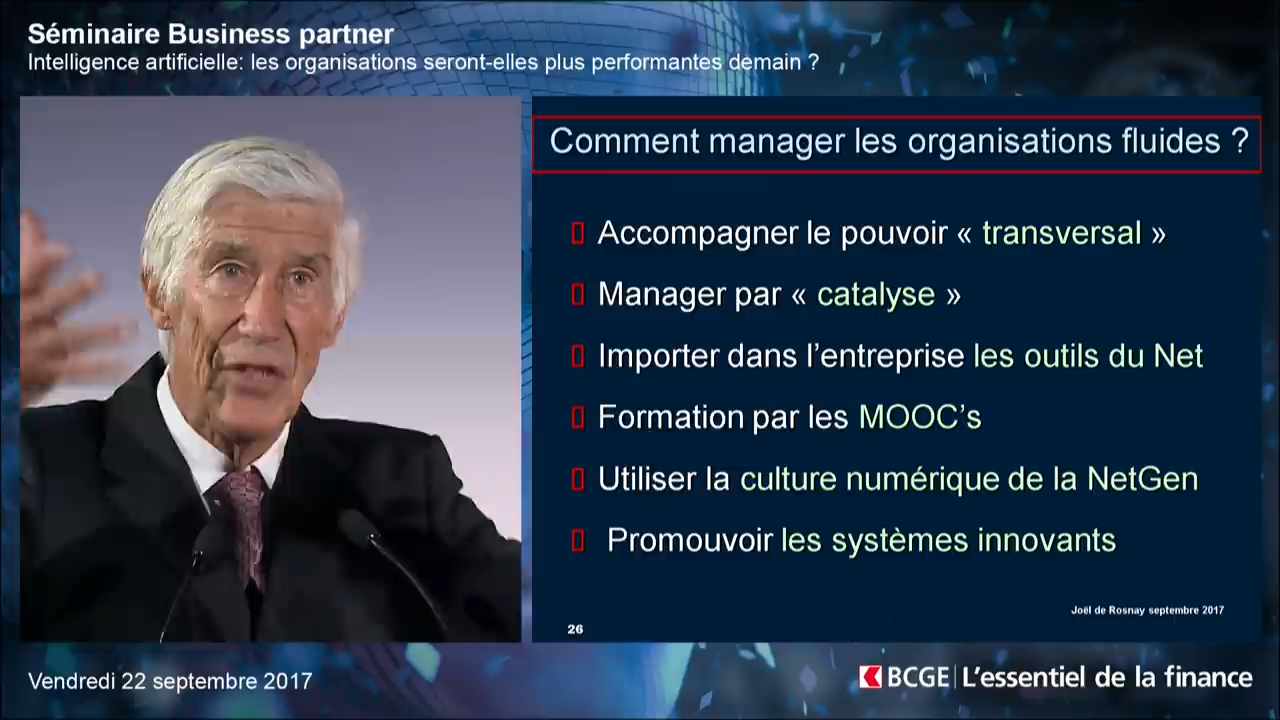 Séminaire Business partner
Intelligence artificielle: les organisations seront-elles plus performantes demain ?
Comment manager les organisations fluides ?
Accompagner le pouvoir « transversal »
Manager par « catalyse »
Importer dans l’entreprise les outils du Net
Formation par les MOOC’s
Utiliser la culture numérique de la NetGen
Promouvoir les systèmes innovants
Joël de Rosnay septembre 2017
26
Vendredi 22 septembre 2017
BCGE L’essentiel de la finance